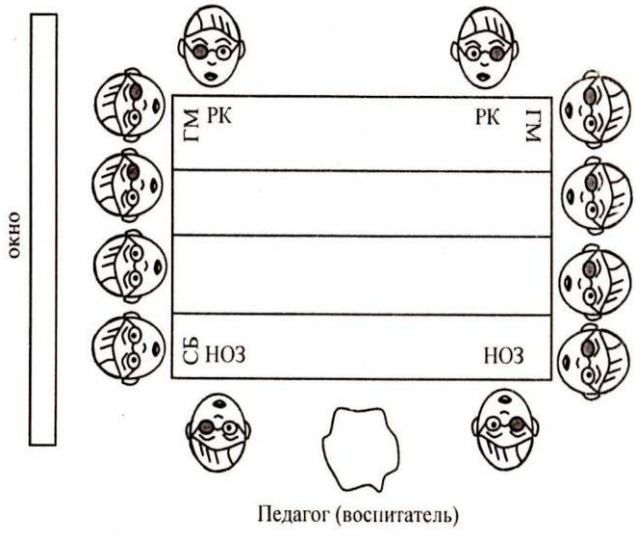 ГМ РК РК ГМ
окно
СБ НОЗ НОЗ
Педагог (воспитатель)